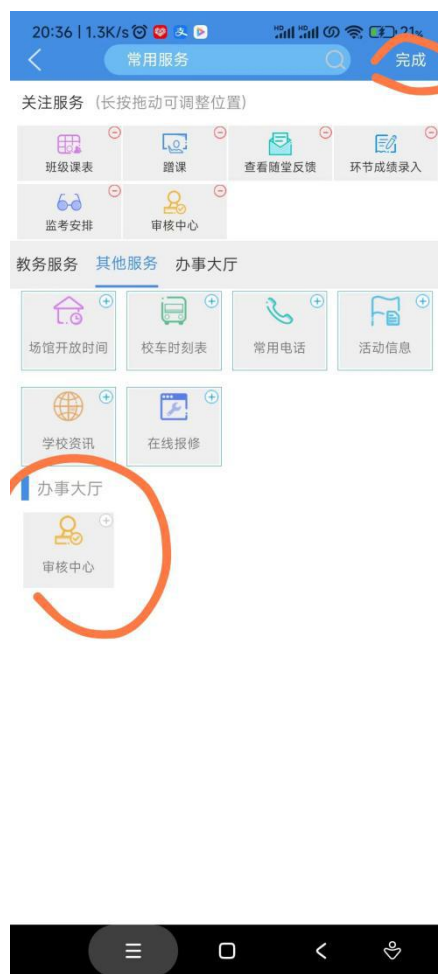 20:36 | 1.3K/s
21%
常用服务
完成
关注服务 (长按拖动可调整位置)
班级课表 蹭课 查看随堂反馈 环节成绩录入
监考安排 审核中心
教务服务 其他服务 办事大厅
场馆开放时间 校车时刻表 常用电话 活动信息
学校资讯 在线报修
办事大厅
审核中心